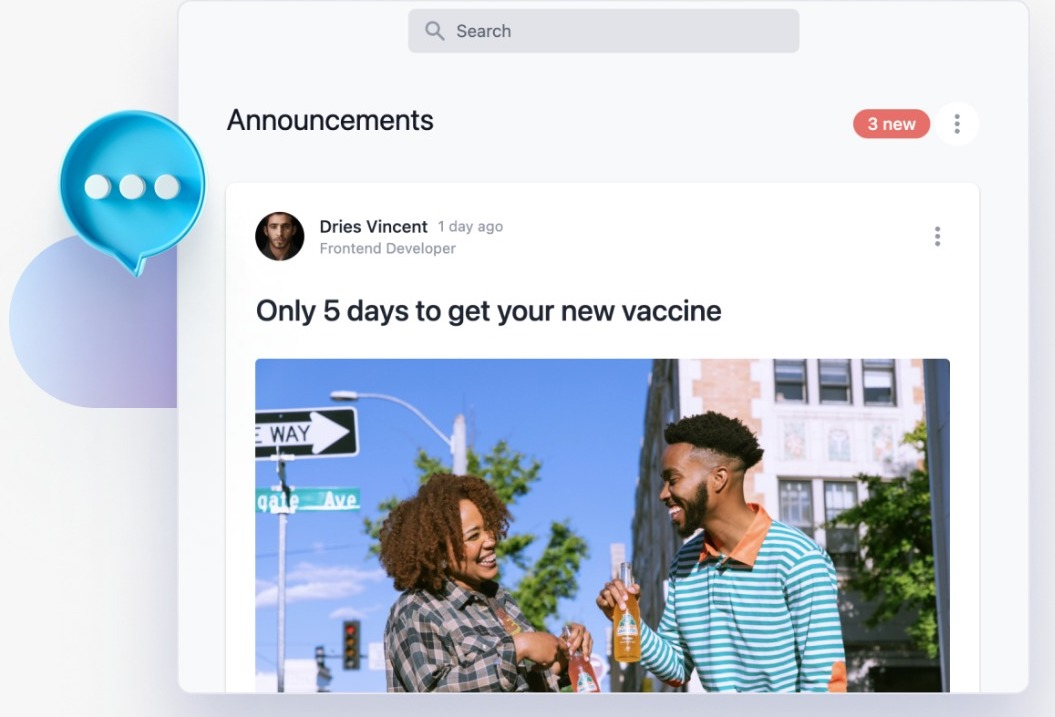 Search
Announcements
3 new
Dries Vincent 1 day ago
Frontend Developer
Only 5 days to get your new vaccine
E WAY
gate Ave